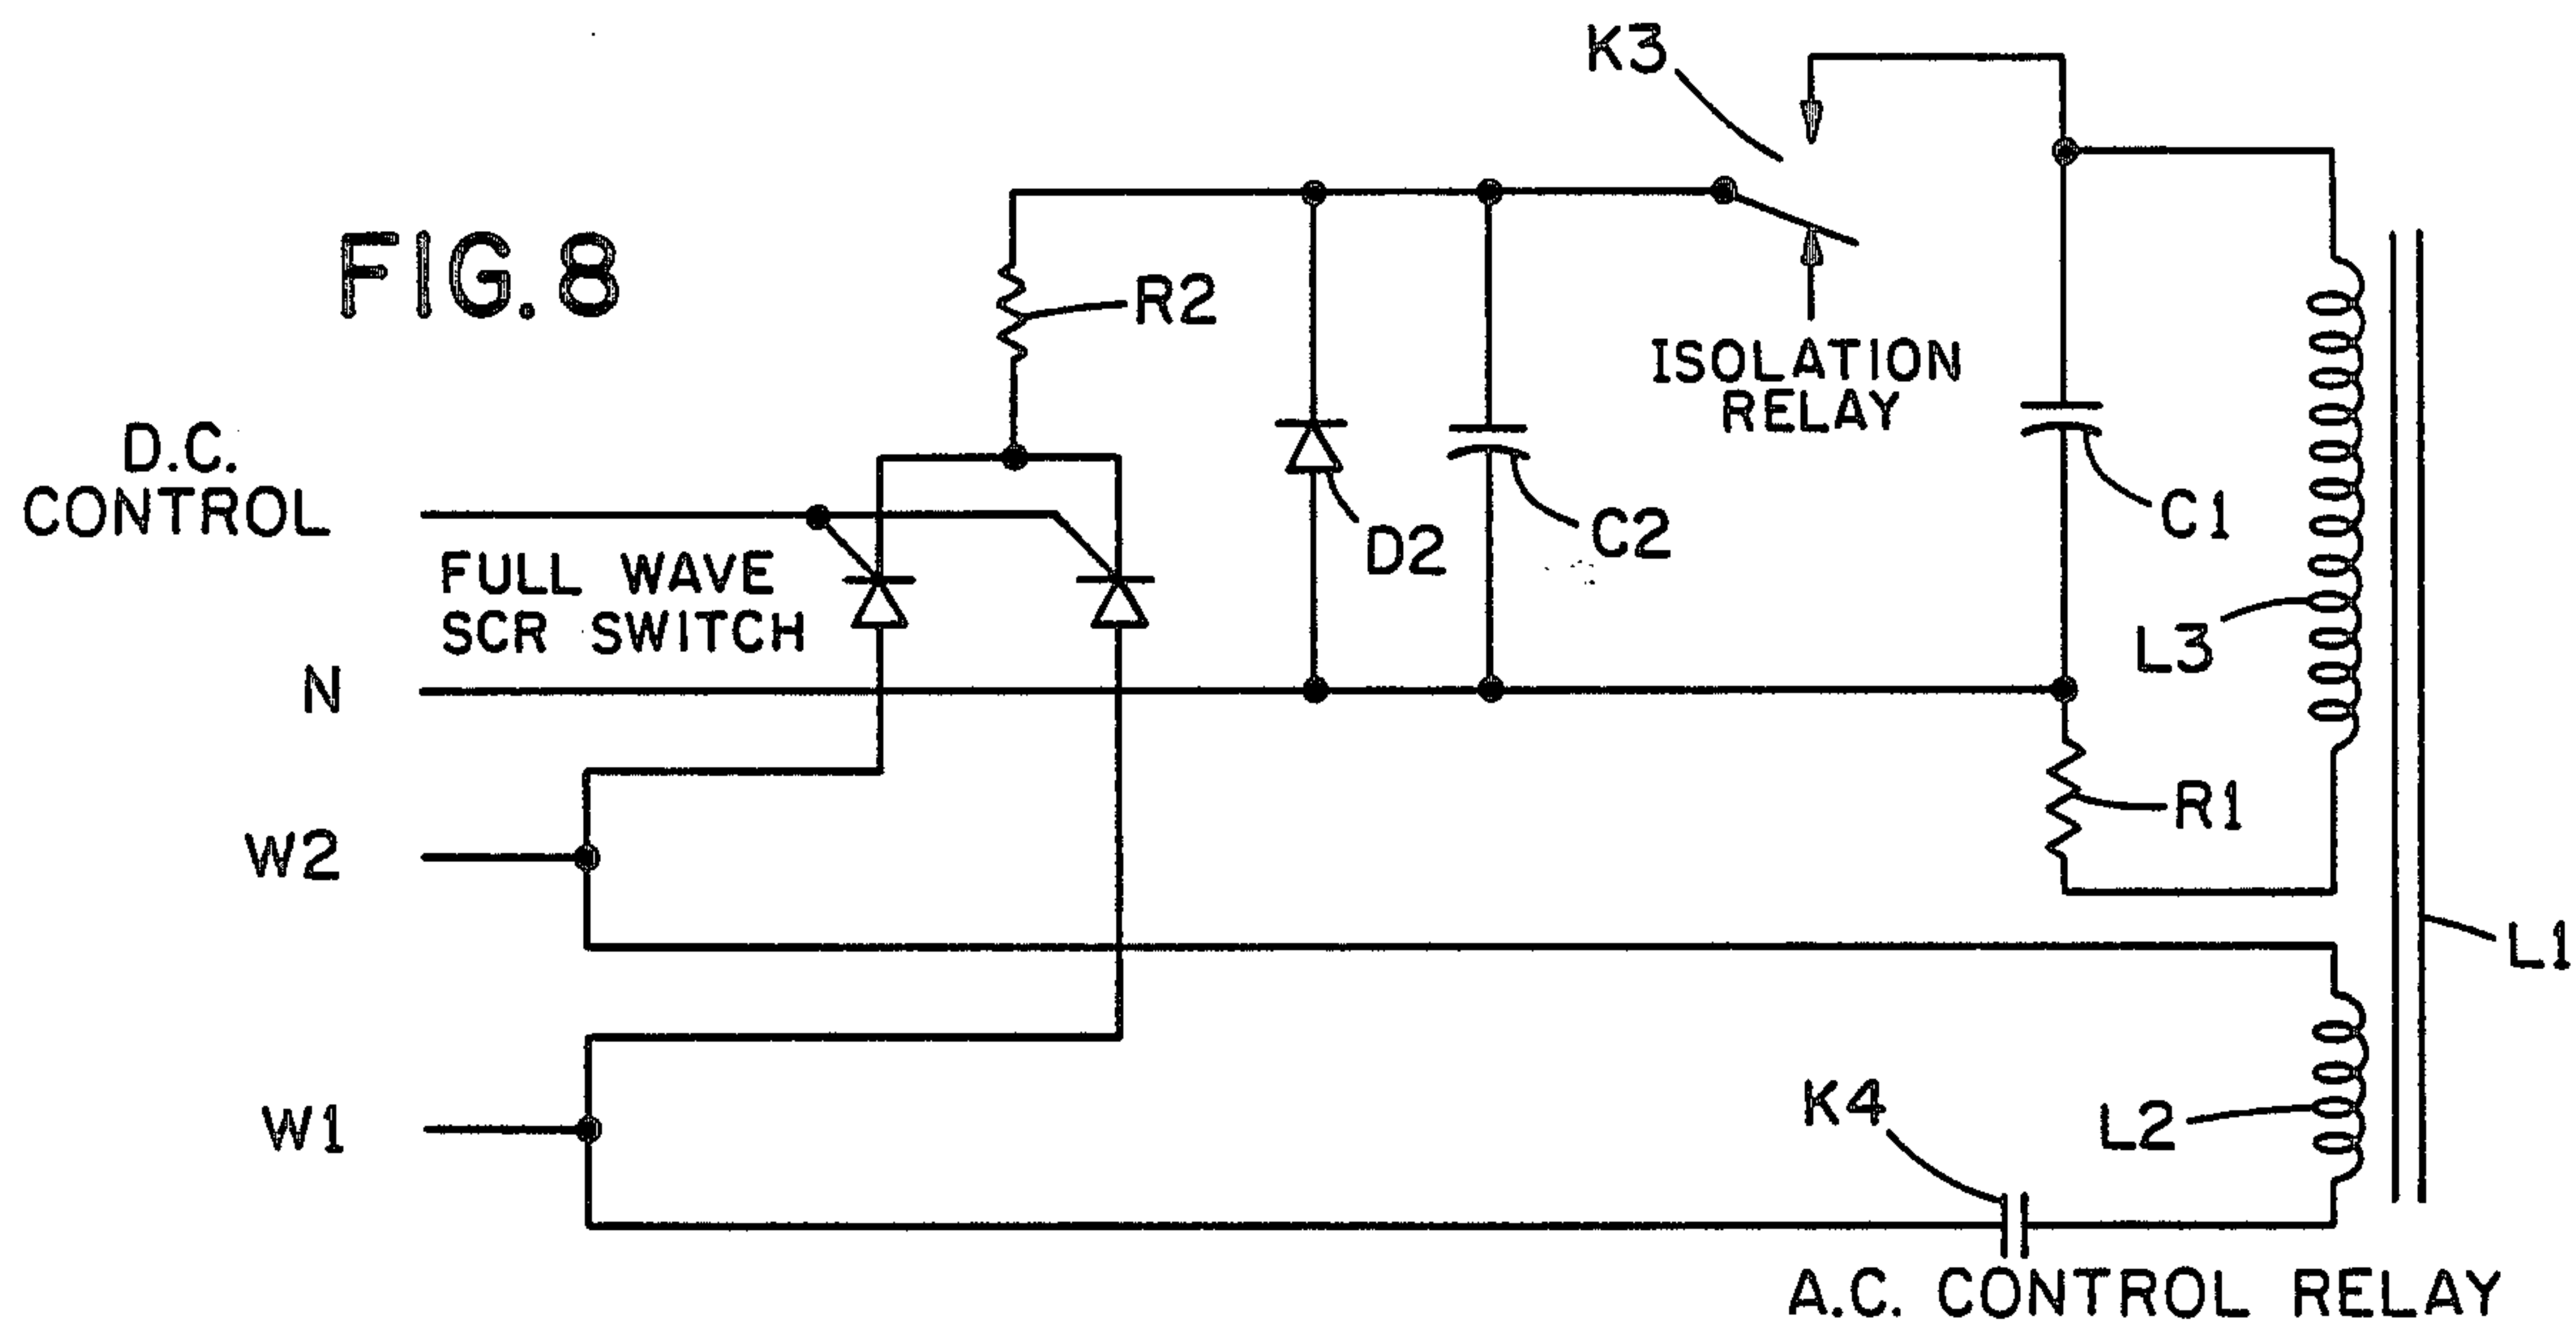 K3
FIG. 8
R2
ISOLATION
RELAY
D.C.
CONTROL
D2
C2
C1
FULL WAVE
SCR SWITCH
L3
N
R1
W2
L1
K4
L2
W1
A.C. CONTROL RELAY